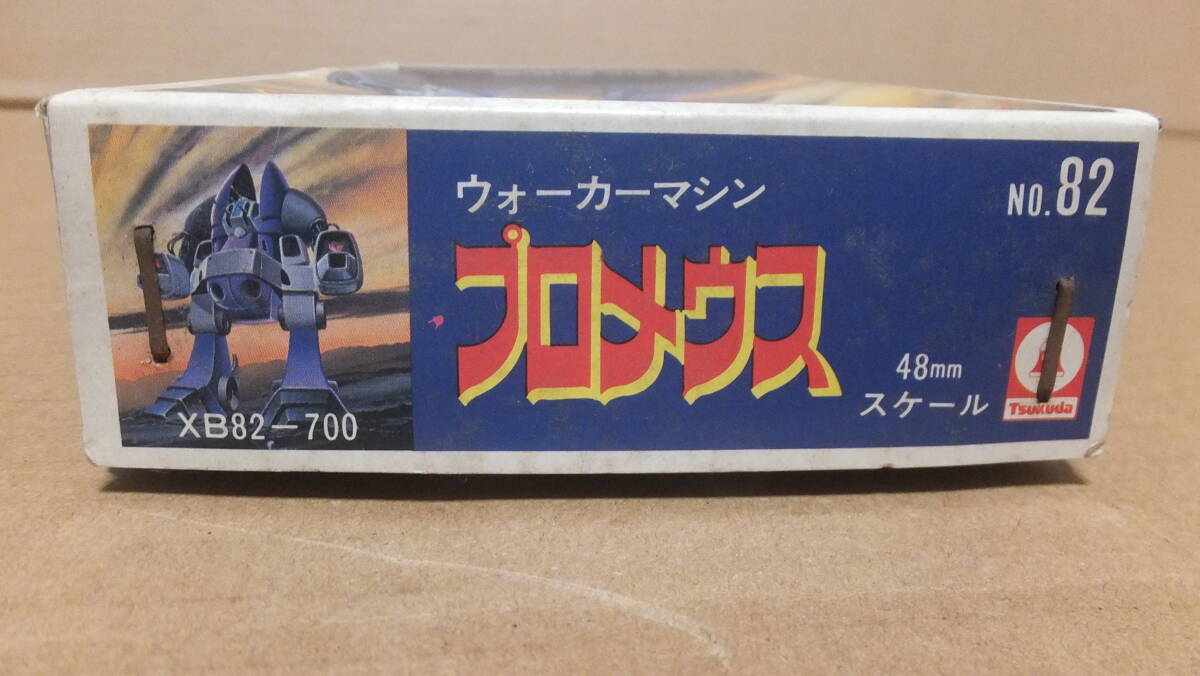 ウォーカーマシン
プロメウス
NO.82
48mm
スケール
Tsukuda
XB82-700